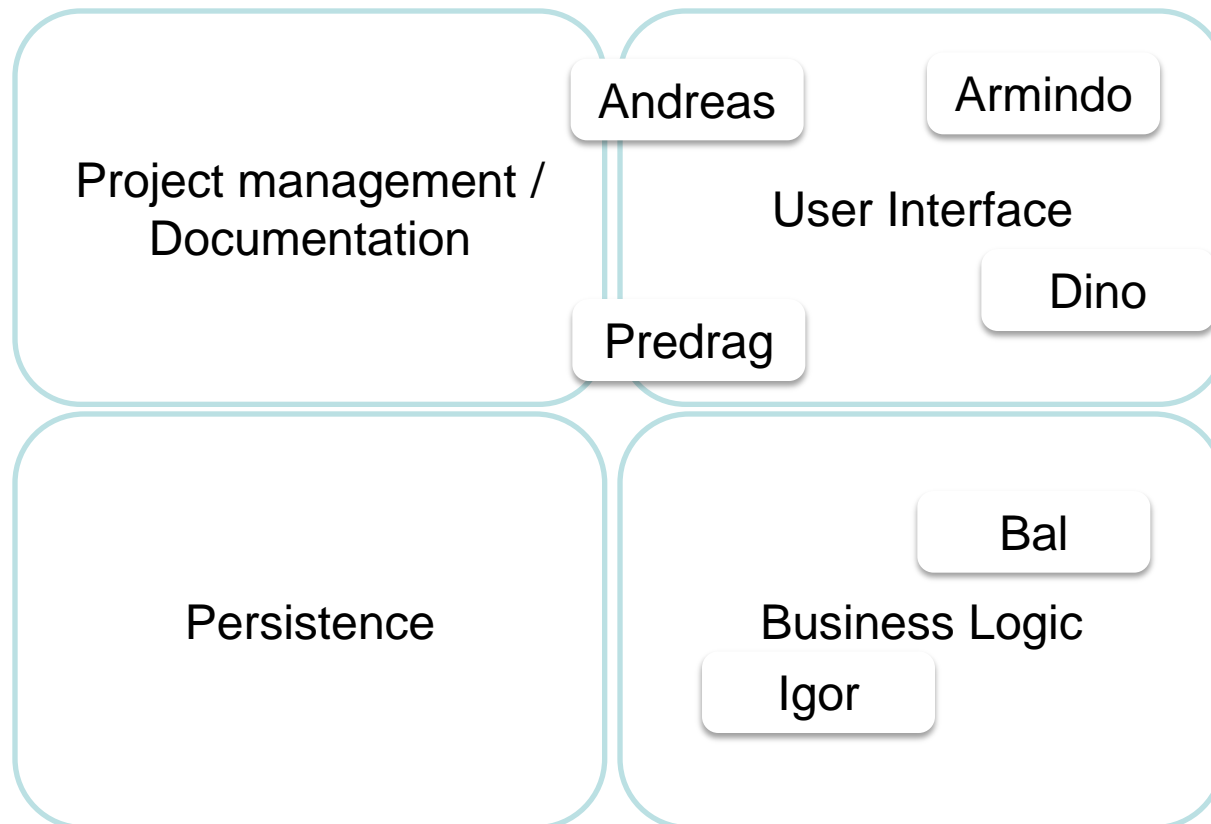 Project management /
Documentation
Andreas
Armindo
User Interface
Dino
Predrag
Persistence
Bal
Business Logic
Igor